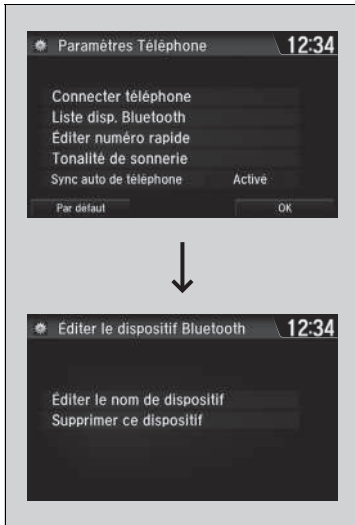 Paramètres Téléphone 12:34
Connecter téléphone
Liste disp. Bluetooth
Éditer numéro rapide
Tonalité de sonnerie
Sync auto de téléphone Activé
Par défaut OK
Éditer le dispositif Bluetooth 12:34
Éditer le nom de dispositif
Supprimer ce dispositif